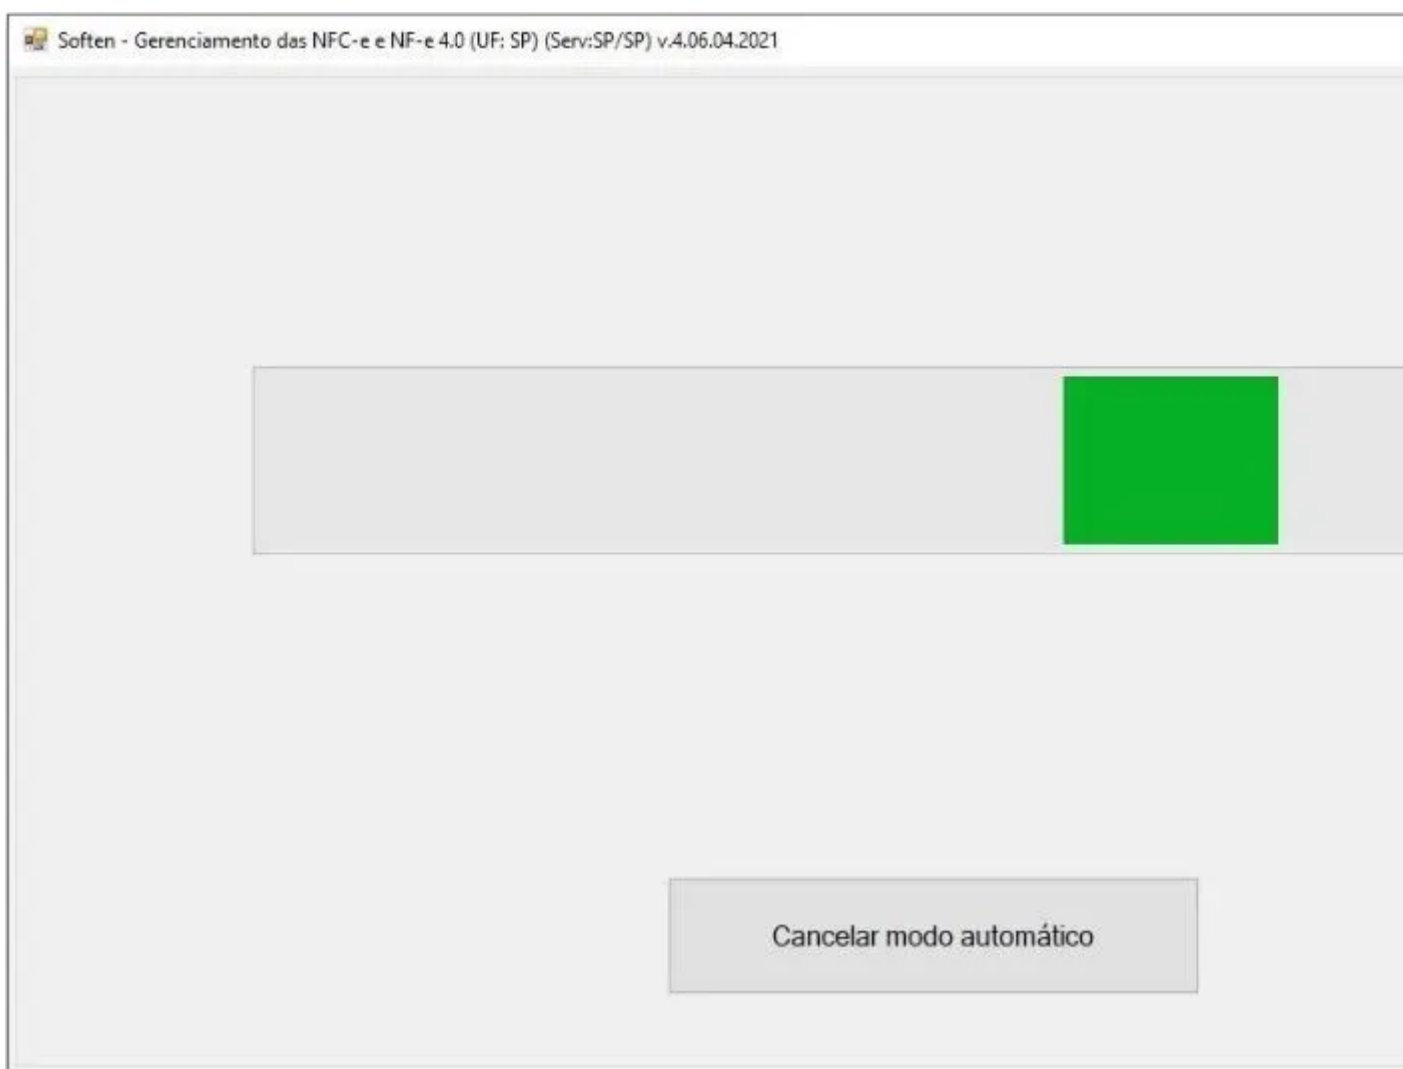 Soften - Gerenciamento das NFC-e e NF-e 4.0 (UF: SP) (Serv:SP/SP) v.4.06.04.2021
Cancelar modo automático